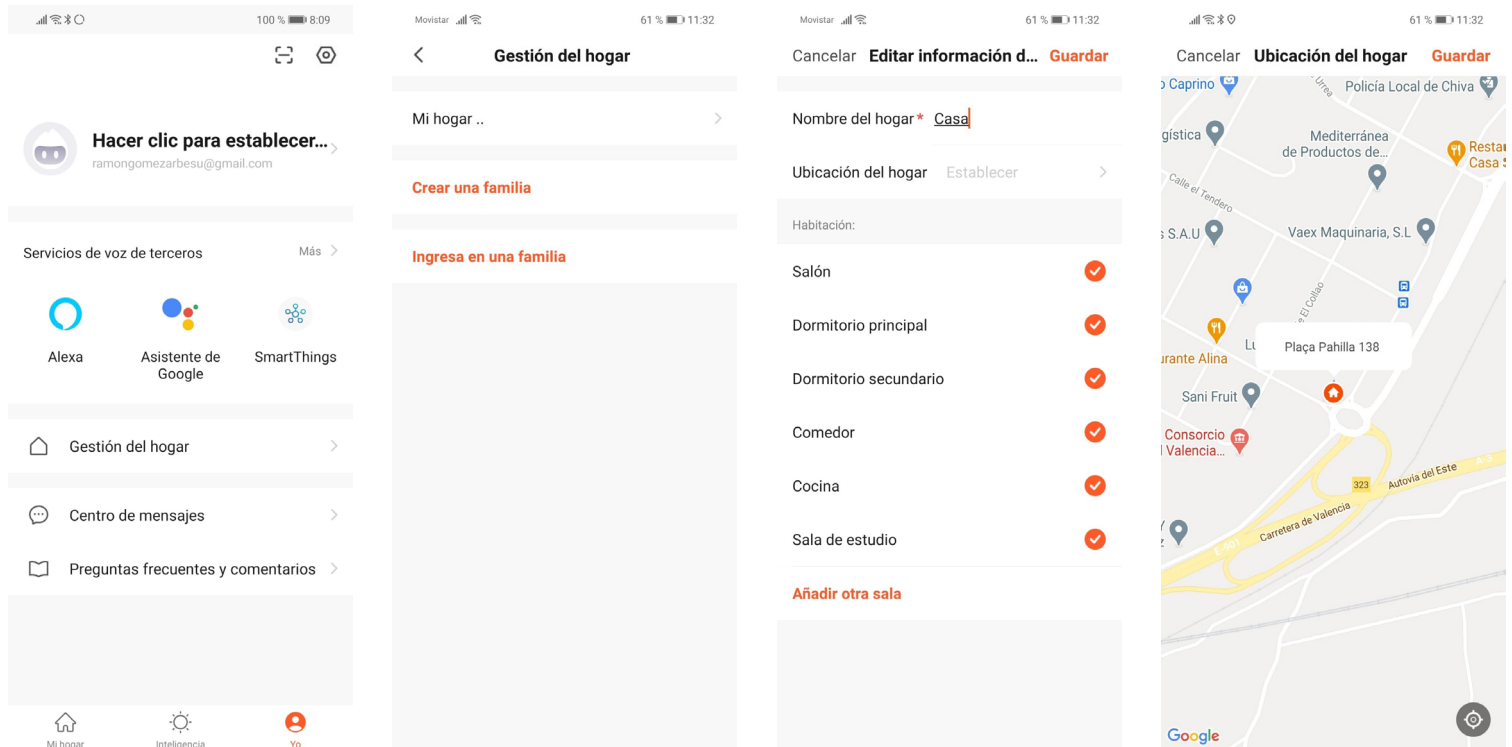 100 % 8:09
Hacer clic para establecer...
ramongomezarbesu@gmail.com
Servicios de voz de terceros
Más
Alexa
Asistente de
Google
SmartThings
Gestión del hogar
Centro de mensajes
Preguntas frecuentes y comentarios
Mi hogar
Inteligencia
Yo
Movistar
61 % 11:32
Gestión del hogar
Mi hogar ..
Crear una familia
Ingresa en una familia
Movistar
61 % 11:32
Cancelar
Editar información d...
Guardar
Nombre del hogar* Casa
Ubicación del hogar Establecer
Habitación:
Salón
Dormitorio principal
Dormitorio secundario
Comedor
Cocina
Sala de estudio
Añadir otra sala
61 % 11:32
Cancelar
Ubicación del hogar
Guardar
o Caprino
Urrea
Policía Local de Chiva
gística
Mediterránea
de Productos de...
Restau
Casa S
Calle el Tendero
s S.A.U
Vaex Maquinaria, S.L
e El Collao
Lu
Plaça Pahilla 138
urante Alina
Sani Fruit
Consorcio
l Valencia...
323
Autovía del Este
A-3
Carretera de Valencia
E-901
Google